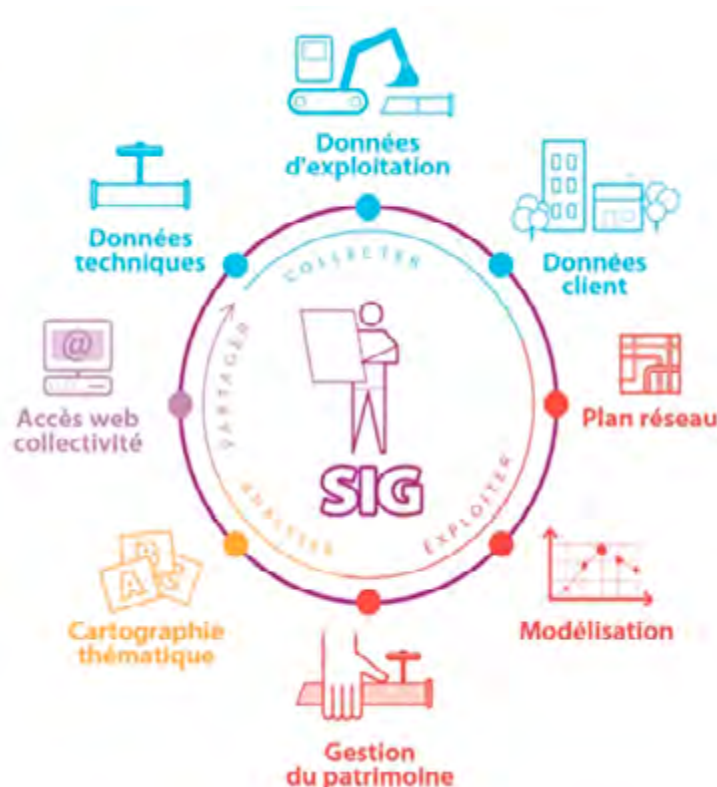 Données
d'exploitation
Données
techniques
Données
client
COLLECTER
PARTAGER
@
Accès web
collectivité
Plan réseau
SIG
ANALYSER
EXPLOITER
A
Cartographie
thématique
Modélisation
Gestion
du patrimoine